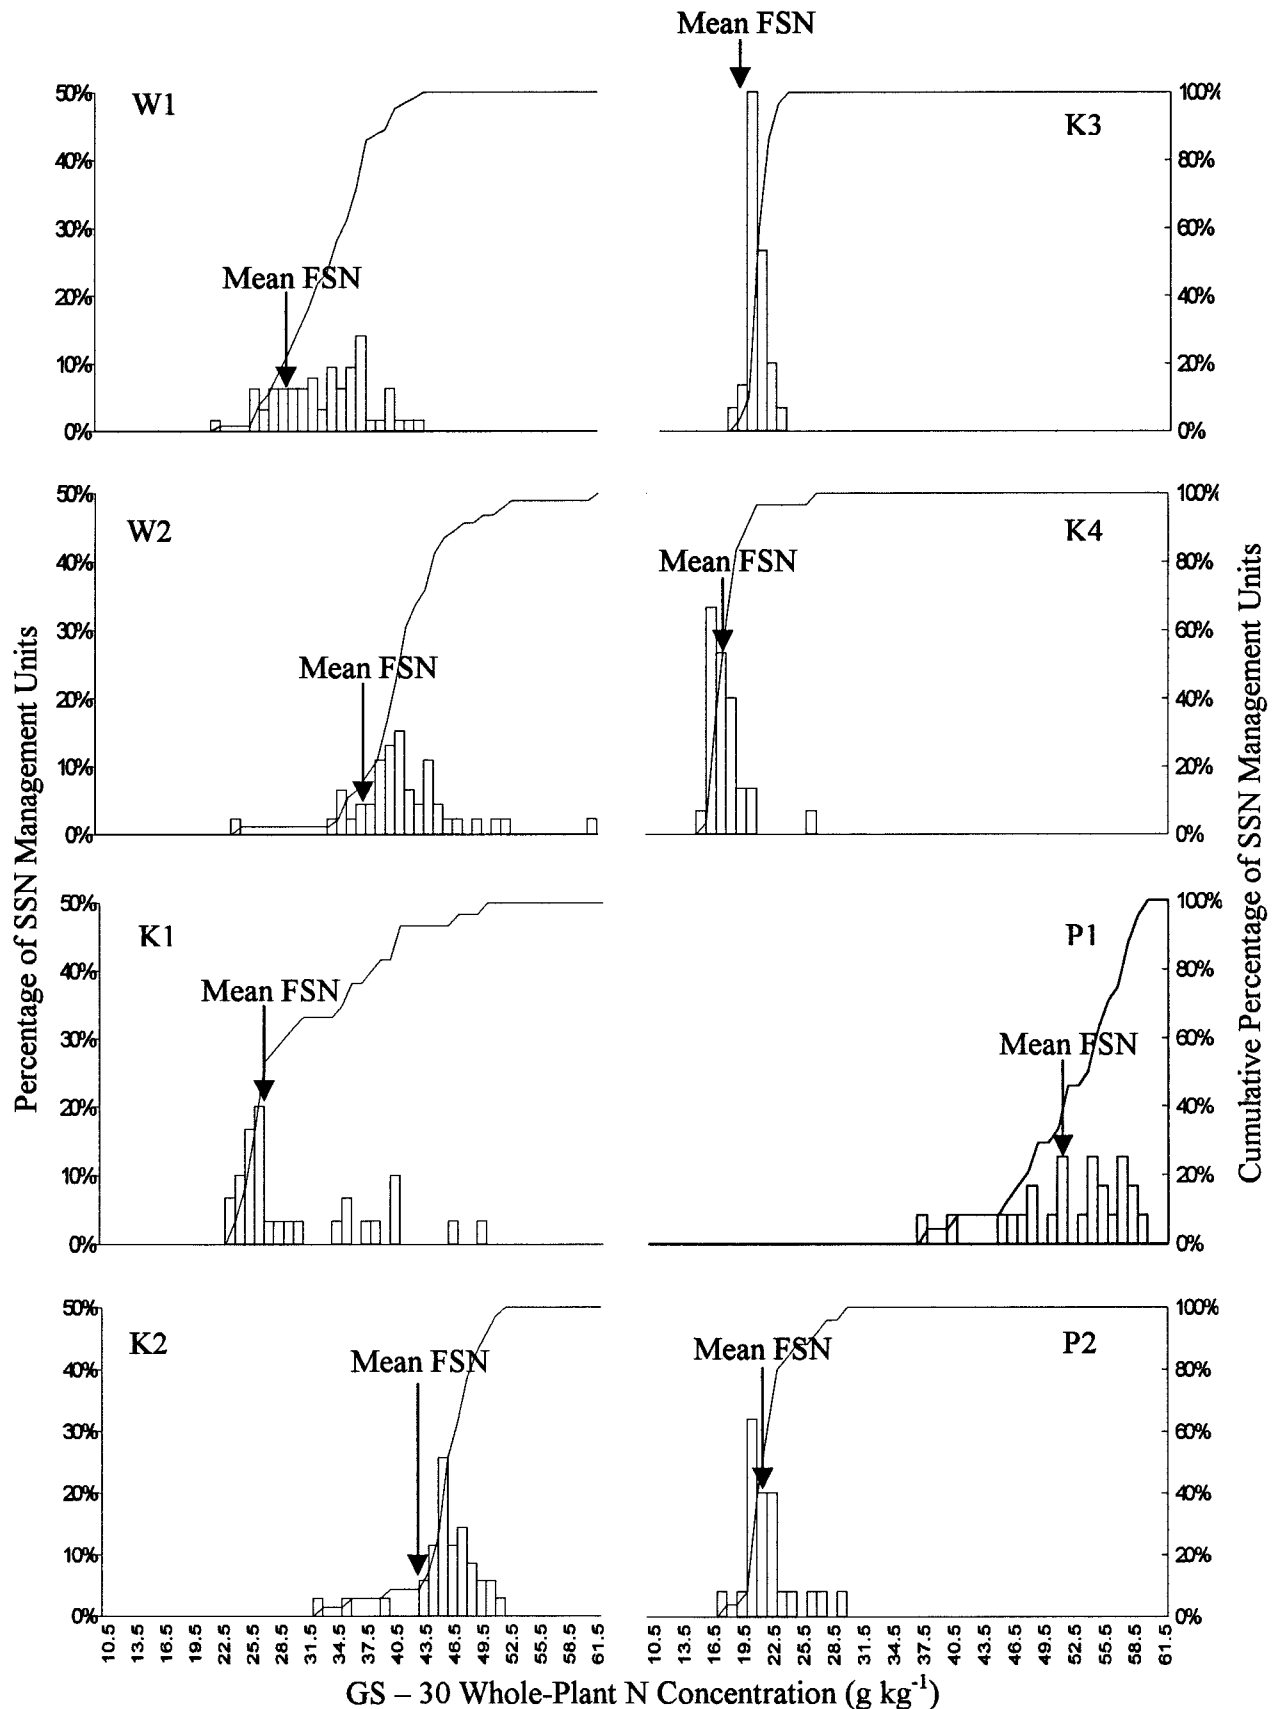 Mean FSN
50%
40%
30%
20%
10%
0%
W1
Mean FSN
100%
80%
60%
40%
20%
0%
K3
50%
40%
30%
20%
10%
0%
W2
Mean FSN
100%
80%
60%
40%
20%
0%
K4
Mean FSN
Percentage of SSN Management Units
Cumulative Percentage of SSN Management Units
50%
40%
30%
20%
10%
0%
K1
Mean FSN
100%
80%
60%
40%
20%
0%
P1
Mean FSN
50%
40%
30%
20%
10%
0%
K2
Mean FSN
100%
80%
60%
40%
20%
0%
P2
Mean FSN
10.5 13.5 16.5 19.5 22.5 25.5 28.5 31.5 34.5 37.5 40.5 43.5 46.5 49.5 52.5 55.5 58.5 61.5
10.5 13.5 16.5 19.5 22.5 25.5 28.5 31.5 34.5 37.5 40.5 43.5 46.5 49.5 52.5 55.5 58.5 61.5
GS – 30 Whole-Plant N Concentration (g kg⁻¹)